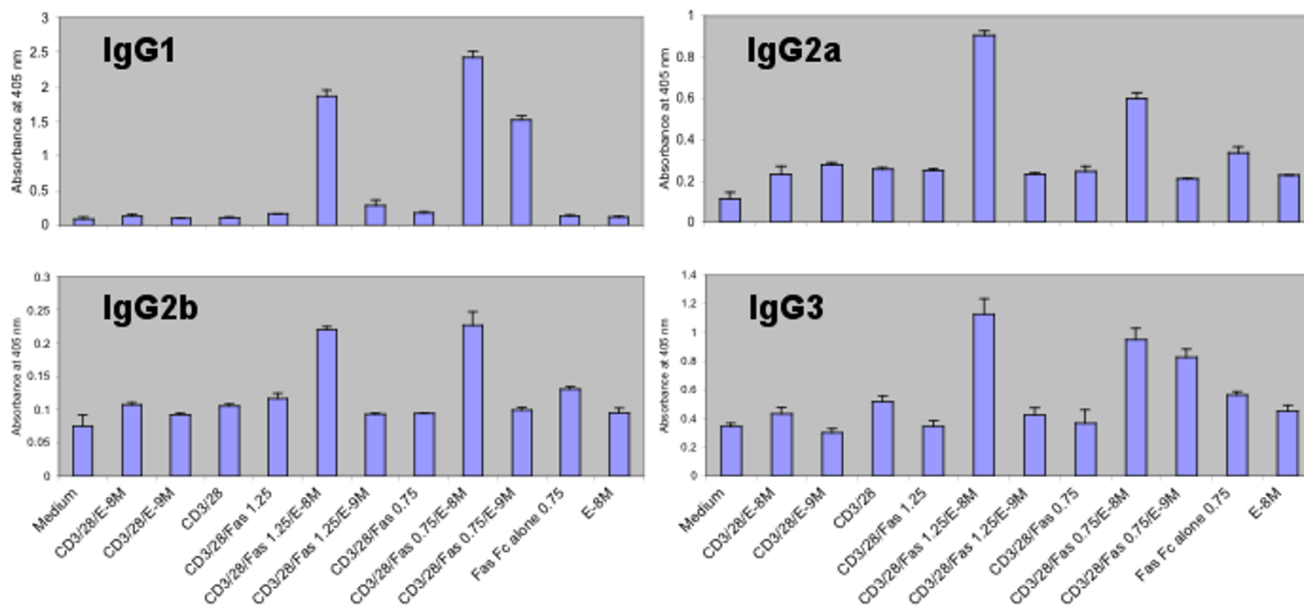 IgG1
Absorbance at 405 nm
3
2.5
2
1.5
1
0.5
0
IgG2a
Absorbance at 405 nm
1
0.8
0.6
0.4
0.2
0
IgG2b
Absorbance at 405 nm
0.3
0.25
0.2
0.15
0.1
0.05
0
Medium
CD3/28/E-8M
CD3/28/E-9M
CD3/28
CD3/28/Fas 1.25
CD3/28/Fas 1.25/E-8M
CD3/28/Fas 1.25/E-9M
CD3/28/Fas 0.75
CD3/28/Fas 0.75/E-8M
CD3/28/Fas 0.75/E-9M
Fas Fc alone 0.75
E-8M
IgG3
Absorbance at 405 nm
1.4
1.2
1
0.8
0.6
0.4
0.2
0
Medium
CD3/28/E-8M
CD3/28/E-9M
CD3/28
CD3/28/Fas 1.25
CD3/28/Fas 1.25/E-8M
CD3/28/Fas 1.25/E-9M
CD3/28/Fas 0.75
CD3/28/Fas 0.75/E-8M
CD3/28/Fas 0.75/E-9M
Fas Fc alone 0.75
E-8M